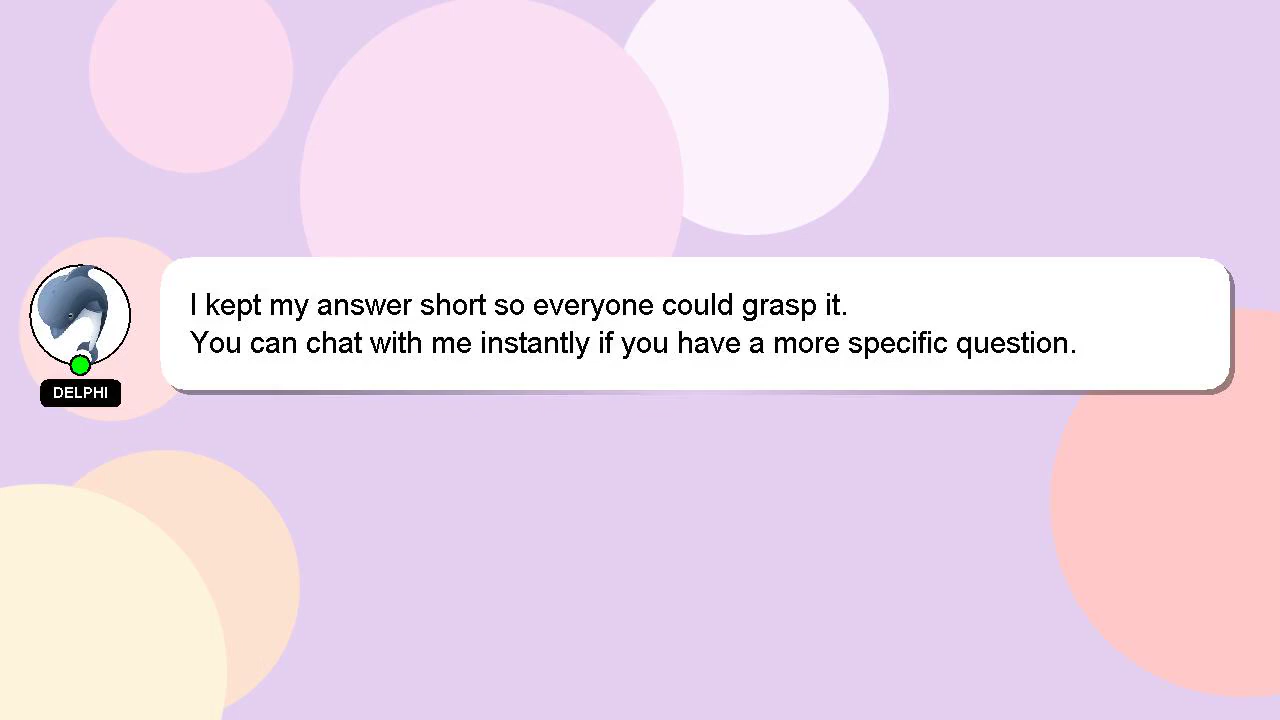 I kept my answer short so everyone could grasp it.
You can chat with me instantly if you have a more specific question.
DELPHI